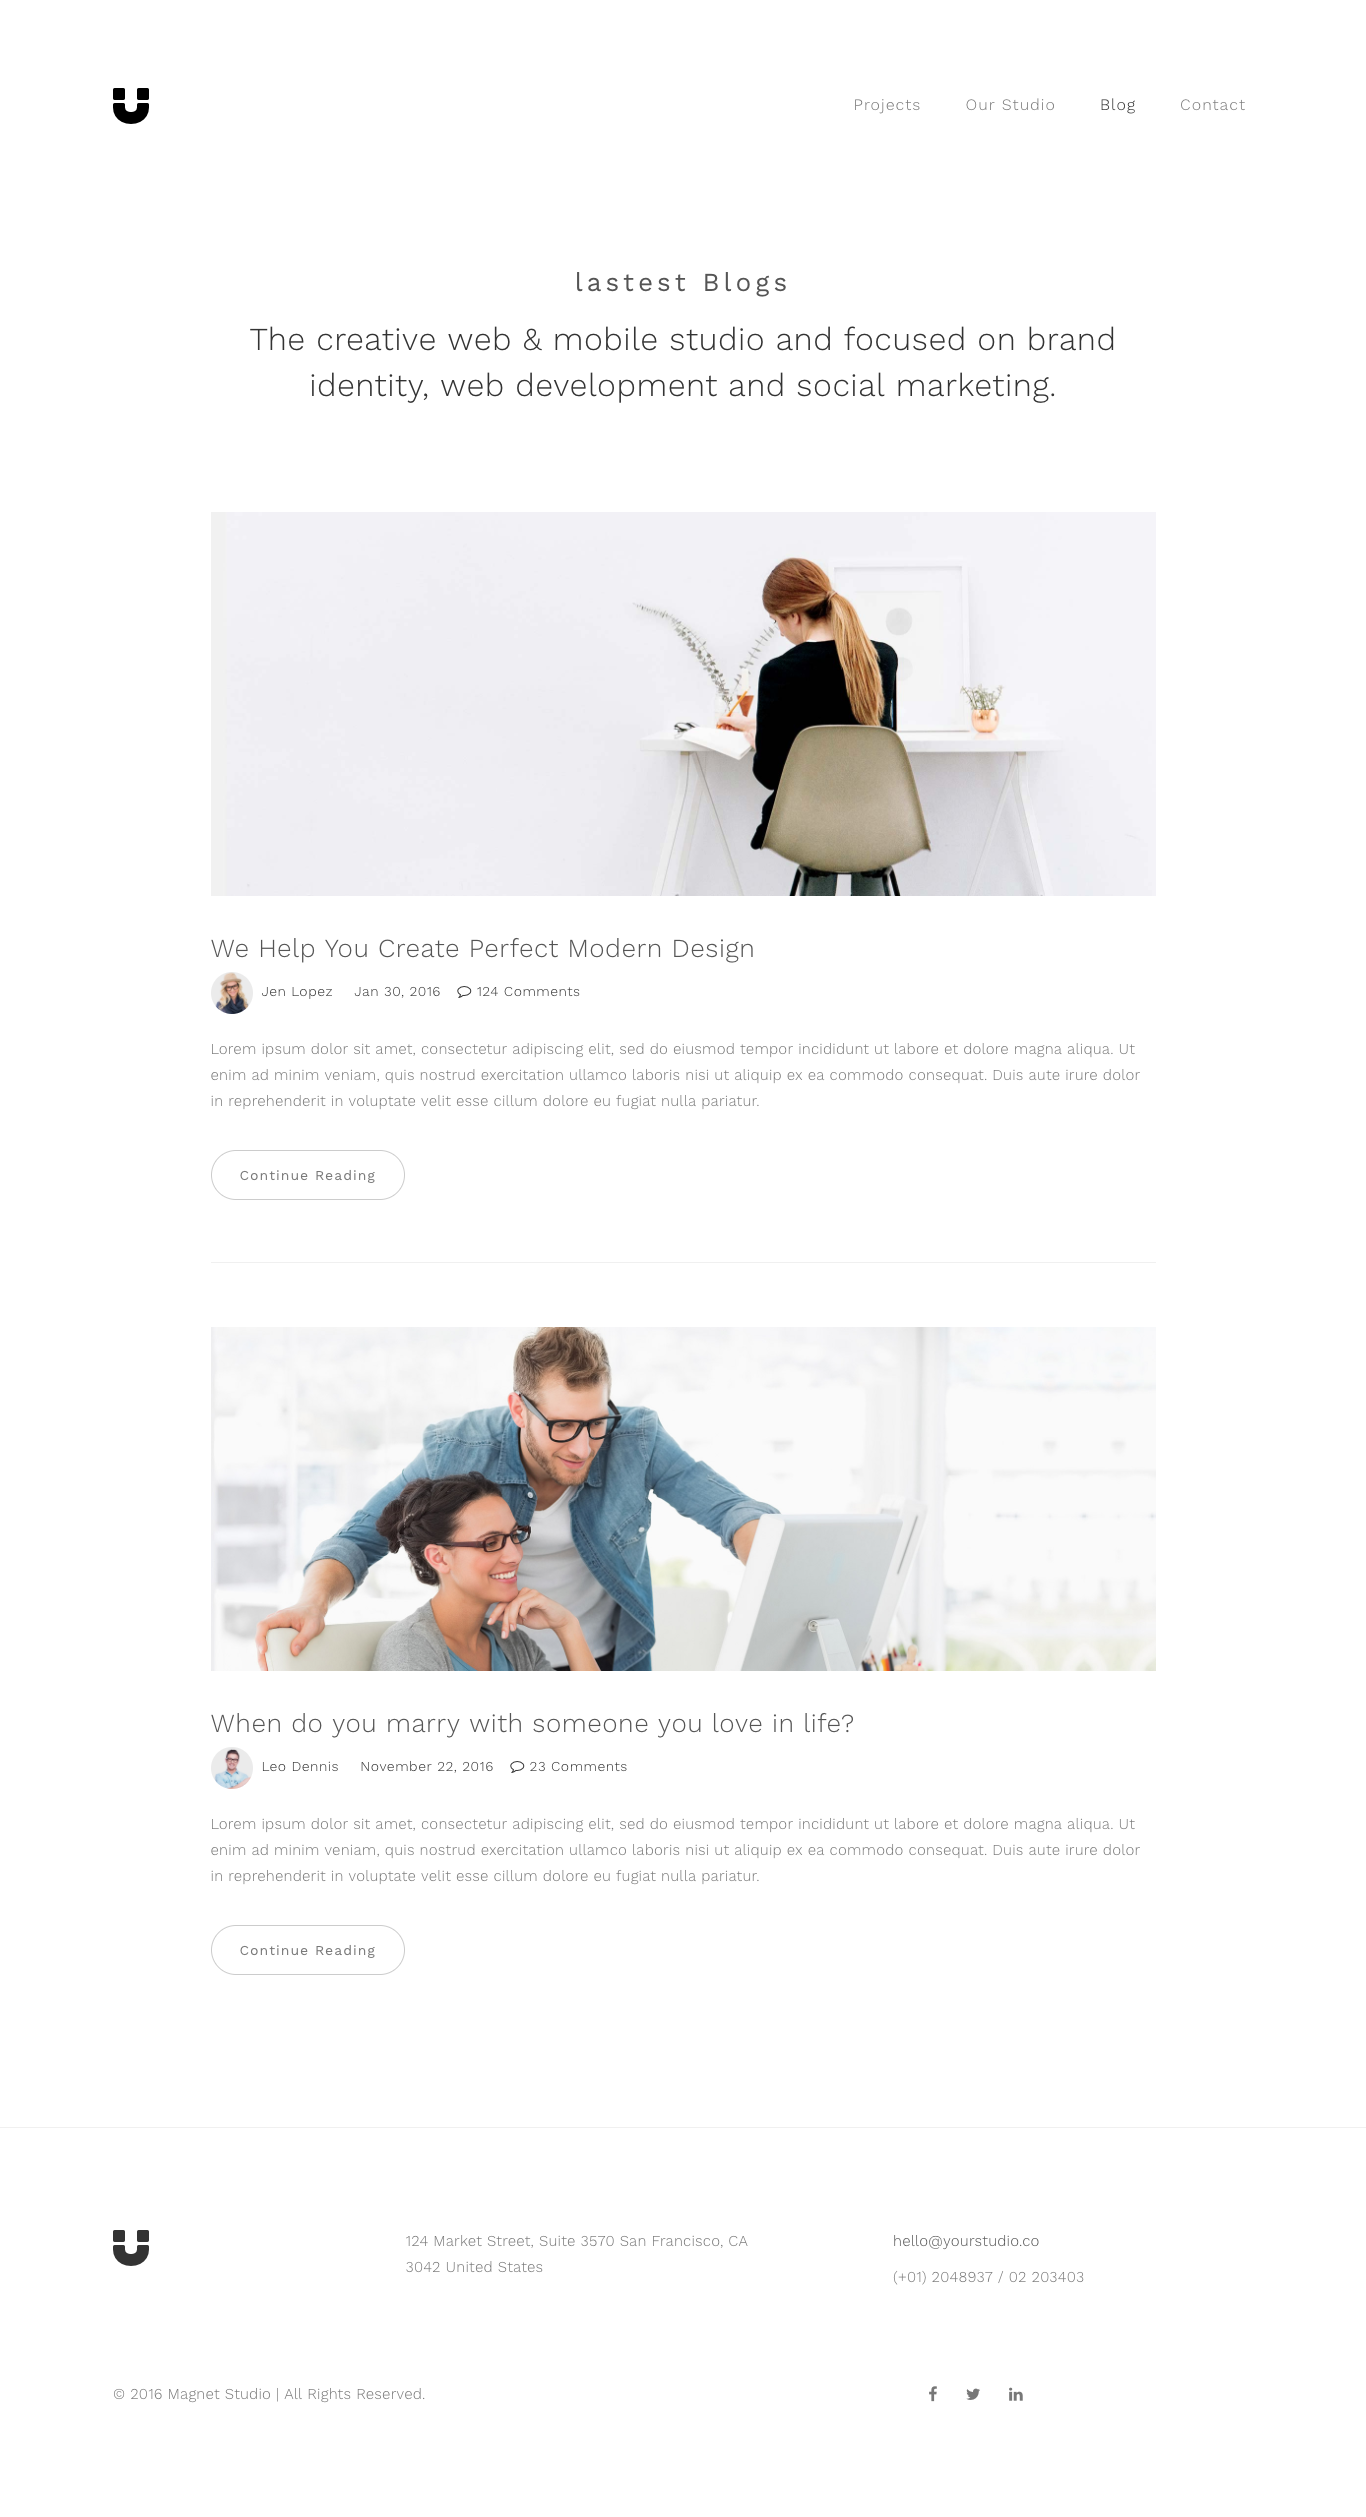 Projects Our Studio Blog Contact
lastest Blogs
The creative web & mobile studio and focused on brand
identity, web development and social marketing.
We Help You Create Perfect Modern Design
Jen Lopez Jan 30, 2016 124 Comments
Lorem ipsum dolor sit amet, consectetur adipiscing elit, sed do eiusmod tempor incididunt ut labore et dolore magna aliqua. Ut
enim ad minim veniam, quis nostrud exercitation ullamco laboris nisi ut aliquip ex ea commodo consequat. Duis aute irure dolor
in reprehenderit in voluptate velit esse cillum dolore eu fugiat nulla pariatur.
Continue Reading
When do you marry with someone you love in life?
Leo Dennis November 22, 2016 23 Comments
Lorem ipsum dolor sit amet, consectetur adipiscing elit, sed do eiusmod tempor incididunt ut labore et dolore magna aliqua. Ut
enim ad minim veniam, quis nostrud exercitation ullamco laboris nisi ut aliquip ex ea commodo consequat. Duis aute irure dolor
in reprehenderit in voluptate velit esse cillum dolore eu fugiat nulla pariatur.
Continue Reading
124 Market Street, Suite 3570 San Francisco, CA
3042 United States
hello@yourstudio.co
(+01) 2048937 / 02 203403
© 2016 Magnet Studio | All Rights Reserved.